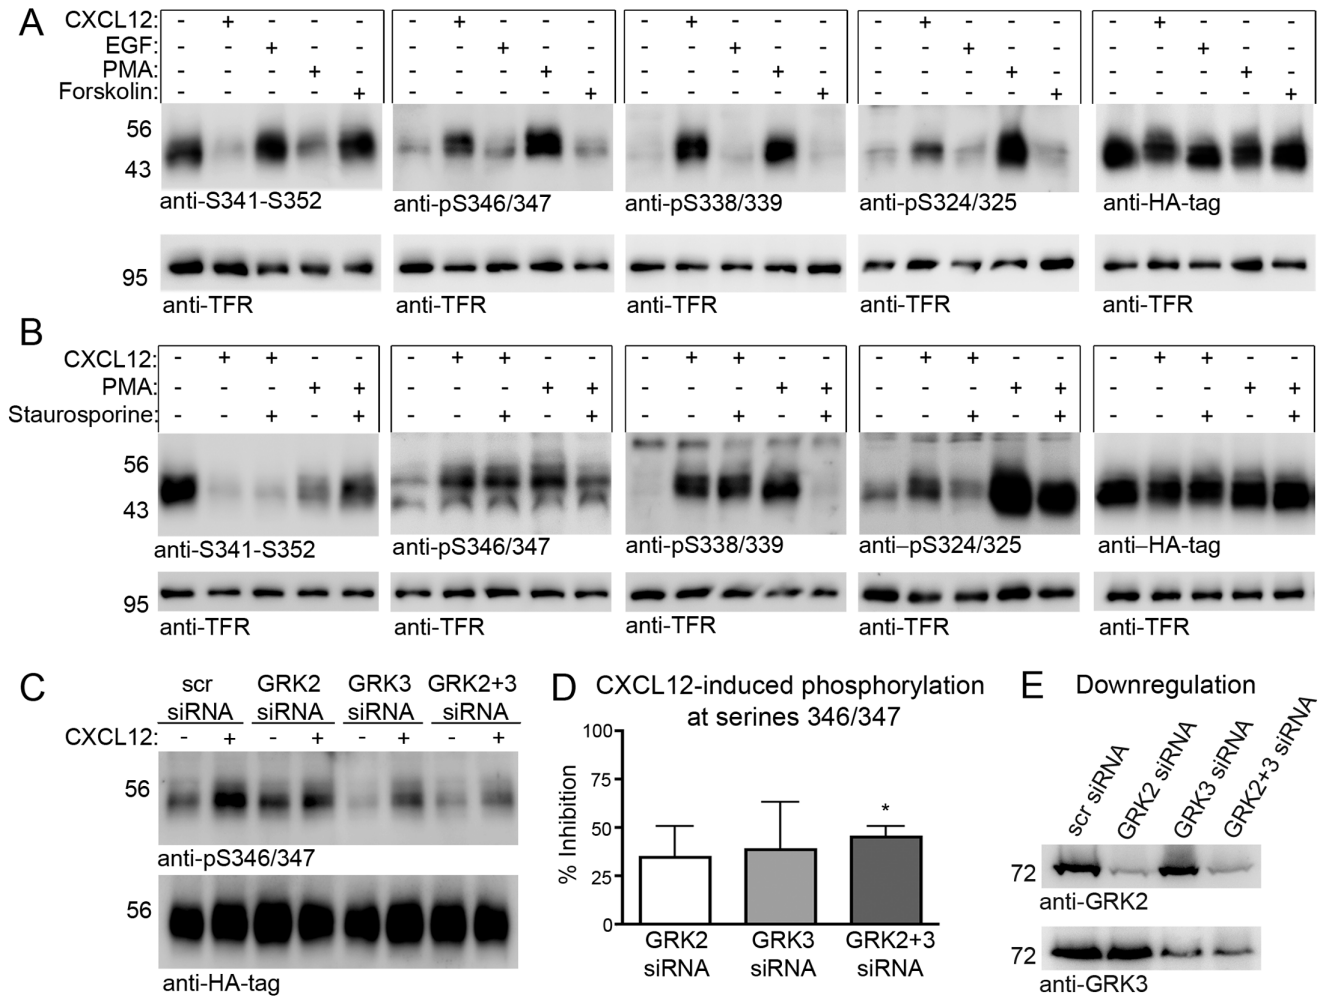 A
CXCL12: - + - - - - + - - - - + - - - - + - - - - + - - -
EGF: - - + - - - - + - - - - + - - - - + - - - - + - -
PMA: - - - + - - - - + - - - - + - - - - + - - - - + -
Forskolin: - - - - + - - - - + - - - - + - - - - + - - - - +
56
43
anti-S341-S352 anti-pS346/347 anti-pS338/339 anti-pS324/325 anti-HA-tag
95
anti-TFR anti-TFR anti-TFR anti-TFR anti-TFR
B
CXCL12: - + + - - - + + - - - + + - - - + + - - - + + - -
PMA: - - - + + - - - + + - - - + + - - - + + - - - + +
Staurosporine: - - + - + - - + - + - - + - + - - + - + - - + - +
56
43
anti-S341-S352 anti-pS346/347 anti-pS338/339 anti–pS324/325 anti–HA-tag
95
anti-TFR anti-TFR anti-TFR anti-TFR anti-TFR
C
scr GRK2 GRK3 GRK2+3
siRNA siRNA siRNA siRNA
CXCL12: - + - + - + - +
56
anti-pS346/347
56
anti-HA-tag
D CXCL12-induced phosphorylation
at serines 346/347
% Inhibition
100
75
50
25
0
*
GRK2 GRK3 GRK2+3
siRNA siRNA siRNA
E Downregulation
scr siRNA
GRK2 siRNA
GRK3 siRNA
GRK2+3 siRNA
72
anti-GRK2
72
anti-GRK3